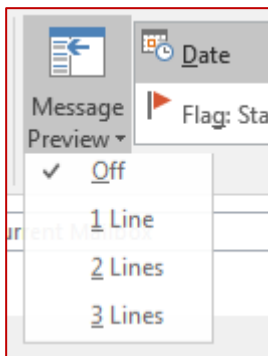 Message
Preview
Date
Flag: Sta
Off
1 Line
2 Lines
3 Lines